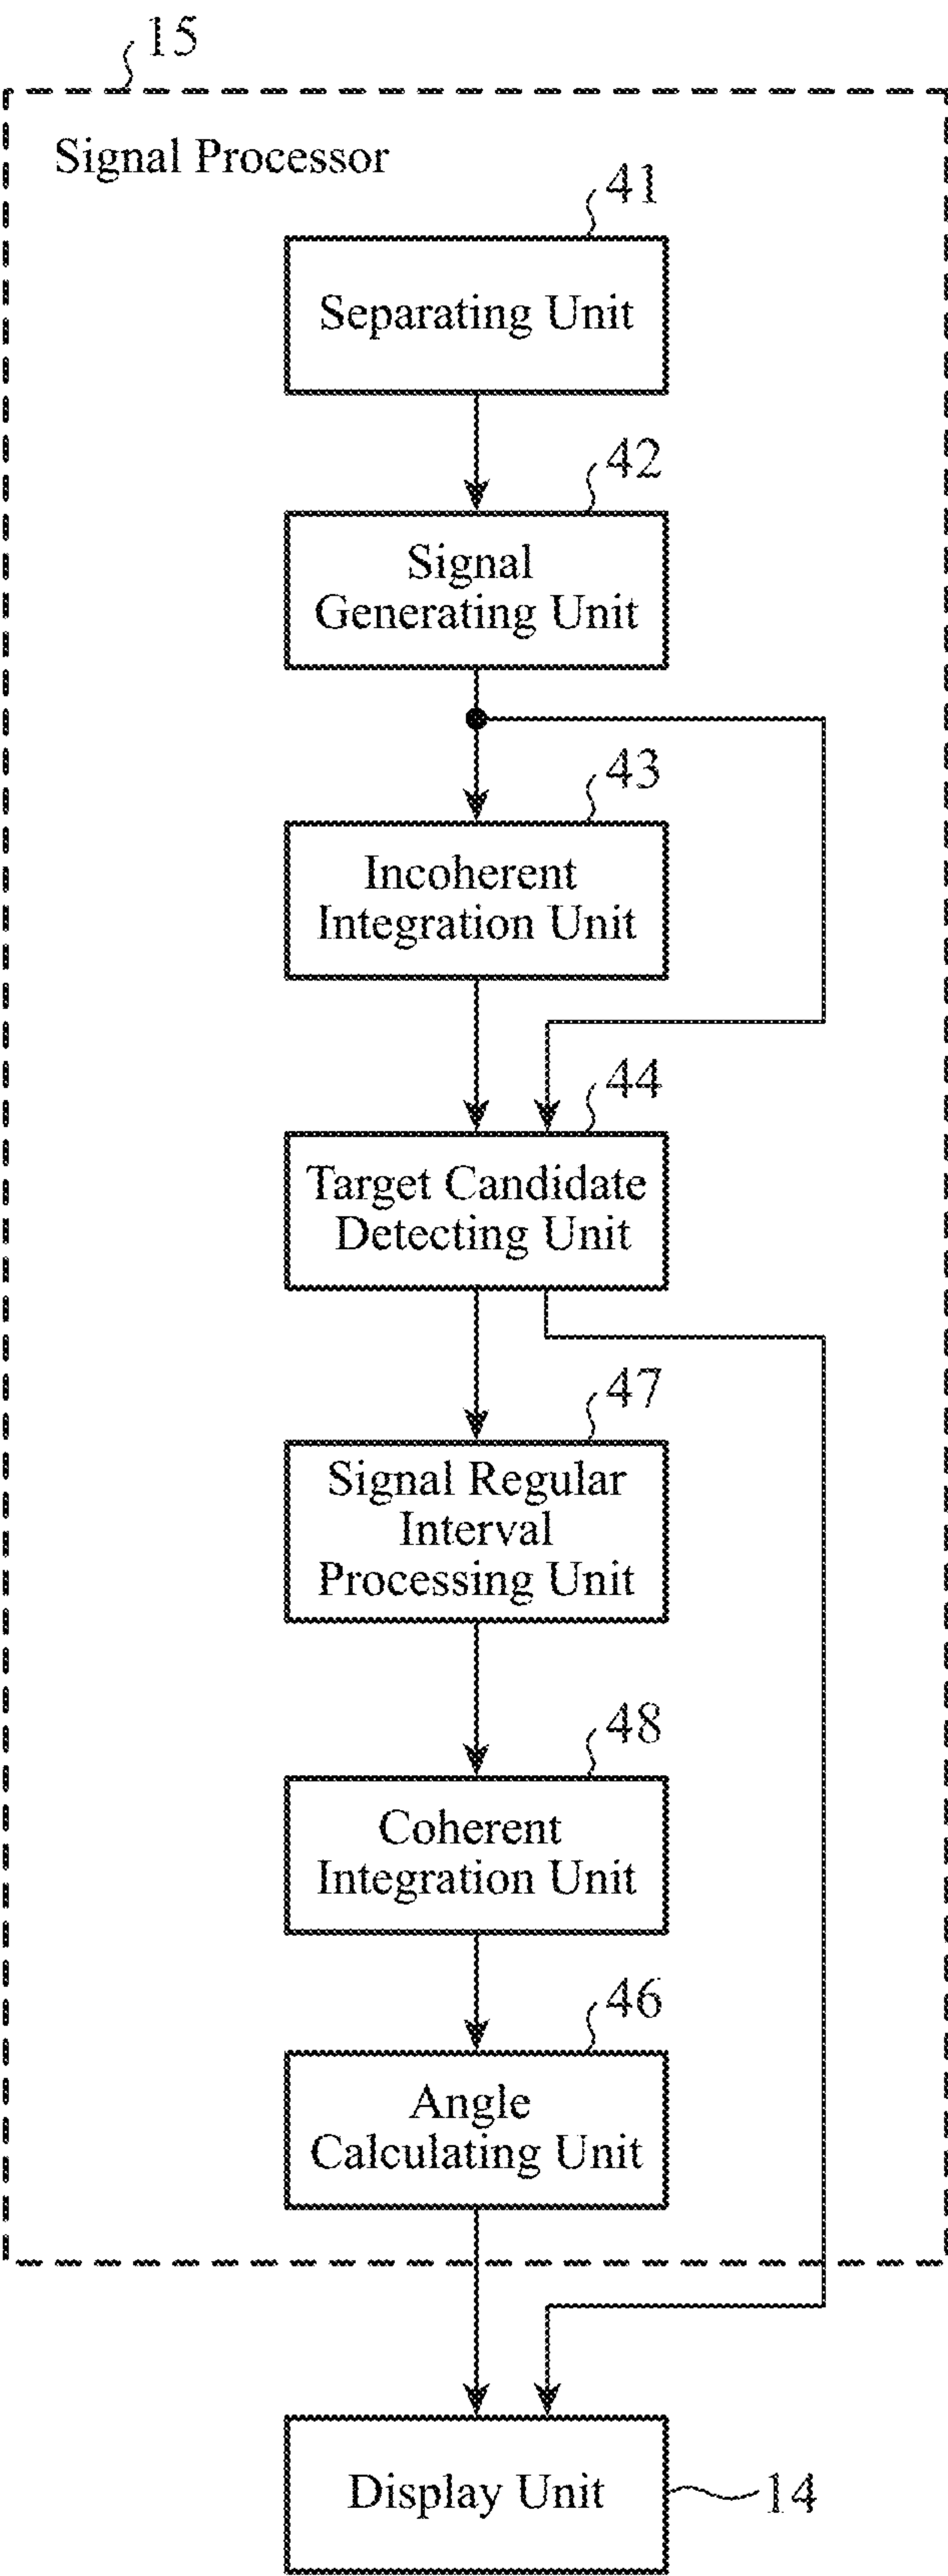 15
Signal Processor
41
Separating Unit
42
Signal
Generating Unit
43
Incoherent
Integration Unit
44
Target Candidate
Detecting Unit
47
Signal Regular
Interval
Processing Unit
48
Coherent
Integration Unit
46
Angle
Calculating Unit
Display Unit
14